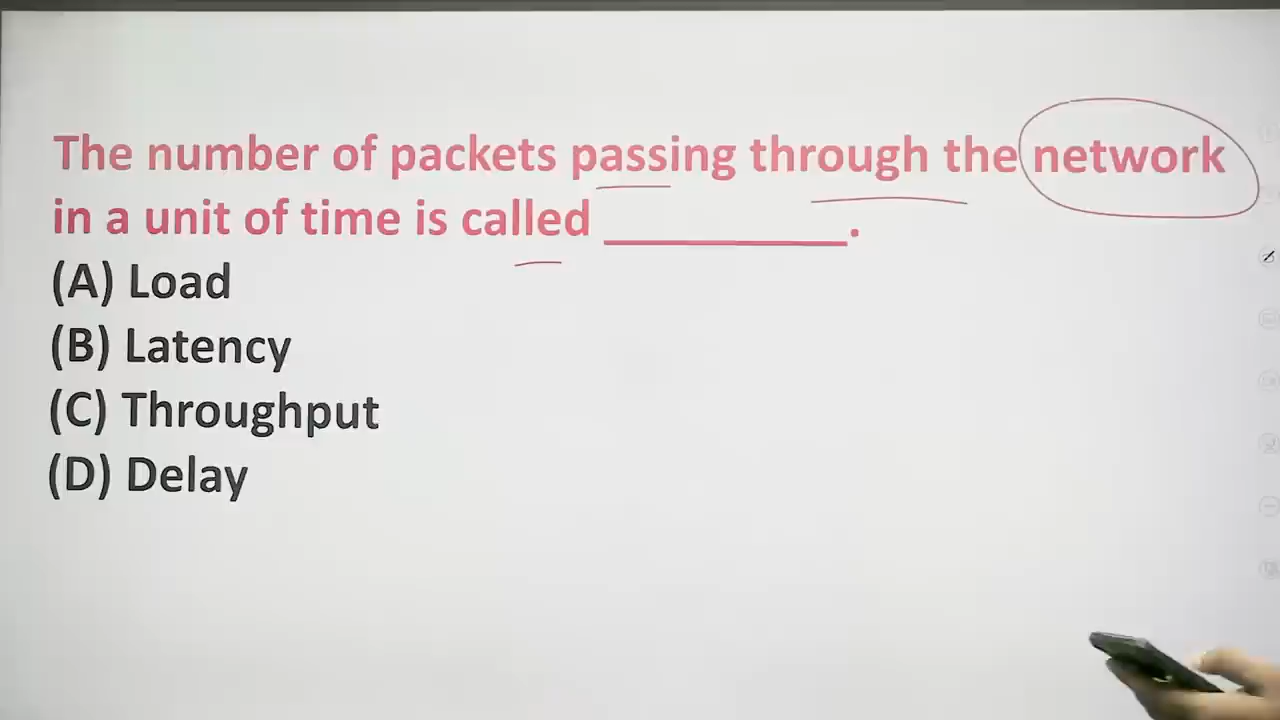 The number of packets passing through the network
in a unit of time is called __________.
(A) Load
(B) Latency
(C) Throughput
(D) Delay